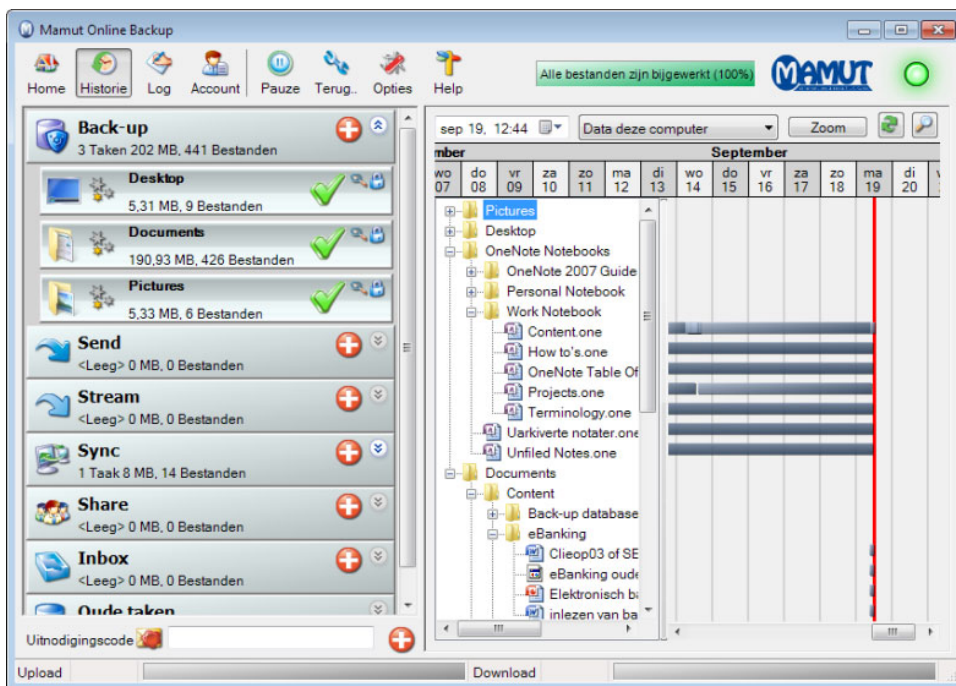 Mamut Online Backup
Home Historie Log Account Pauze Terug.. Opties Help
Alle bestanden zijn bijgewerkt (100%)
MAMUT
Back-up
3 Taken 202 MB, 441 Bestanden
Desktop
5,31 MB, 9 Bestanden
Documents
190,93 MB, 426 Bestanden
Pictures
5,33 MB, 6 Bestanden
Send
<Leeg> 0 MB, 0 Bestanden
Stream
<Leeg> 0 MB, 0 Bestanden
Sync
1 Taak 8 MB, 14 Bestanden
Share
<Leeg> 0 MB, 0 Bestanden
Inbox
<Leeg> 0 MB, 0 Bestanden
Oude taken
Uitnodigingscode
sep 19, 12:44 Data deze computer Zoom
mber September
wo do vr za zo ma di wo do vr za zo ma di
07 08 09 10 11 12 13 14 15 16 17 18 19 20
Pictures
Desktop
OneNote Notebooks
OneNote 2007 Guide
Personal Notebook
Work Notebook
Content.one
How to's.one
OneNote Table Of
Projects.one
Terminology.one
Uarkiverte notater.one
Unfiled Notes.one
Documents
Content
Back-up database
eBanking
Clieop03 of SE
eBanking oude
Elektronisch ba
inlezen van ba
Upload Download